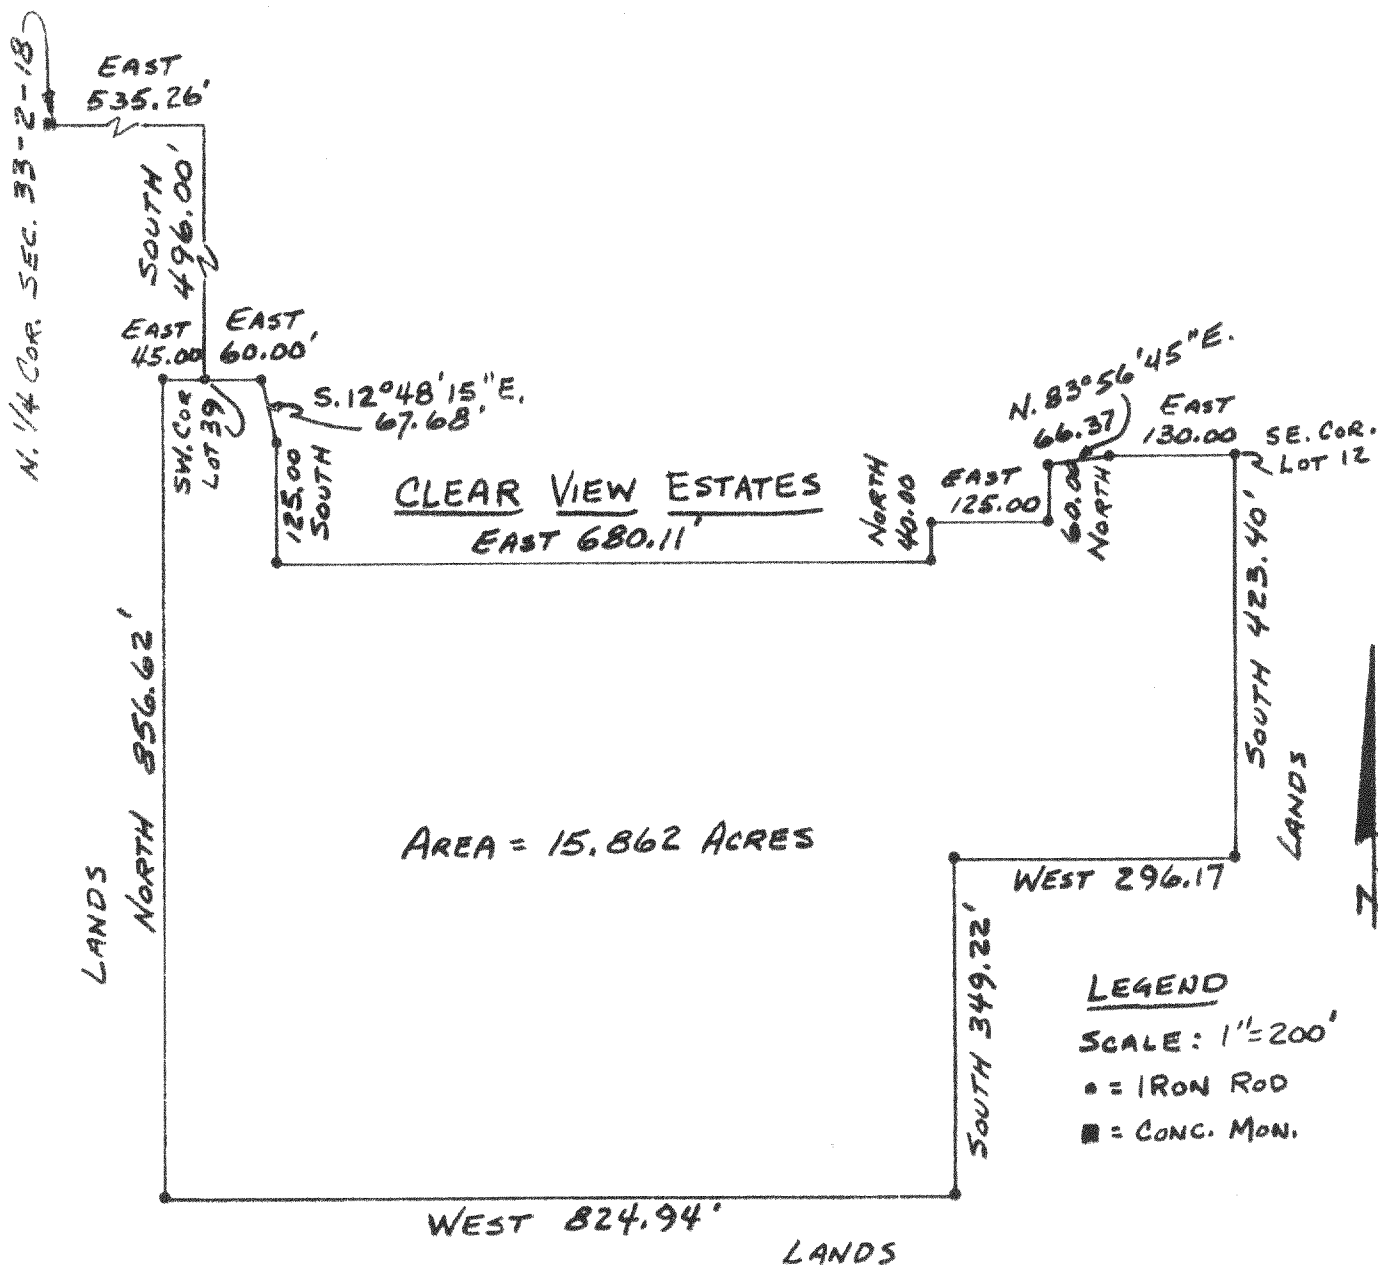 N. 1/4 COR. SEC. 33-2-18
EAST
535.26'
SOUTH
496.00'
EAST
45.00
EAST
60.00'
SW. COR
LOT 39
S. 12°48'15"E.
67.68'
125.00
SOUTH
CLEAR VIEW ESTATES
EAST 680.11'
NORTH
40.00
EAST
125.00
N. 83°56'45"E.
66.37
60.00
NORTH
EAST
130.00
SE. COR.
LOT 12
SOUTH 423.40'
LANDS
NORTH 856.62'
LANDS
AREA = 15.862 ACRES
WEST 296.17
SOUTH 349.22'
LEGEND
SCALE: 1"=200'
• = IRON ROD
■ = CONC. MON.
WEST 824.94'
LANDS
N